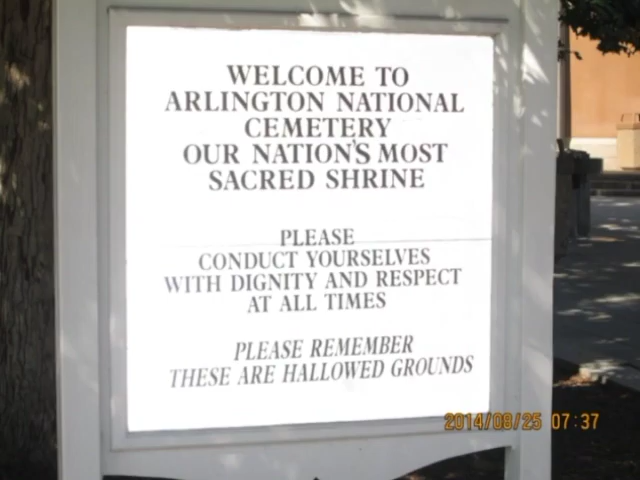 WELCOME TO
ARLINGTON NATIONAL
CEMETERY
OUR NATION'S MOST
SACRED SHRINE
PLEASE
CONDUCT YOURSELVES
WITH DIGNITY AND RESPECT
AT ALL TIMES
PLEASE REMEMBER
THESE ARE HALLOWED GROUNDS
2014/08/25 07:37